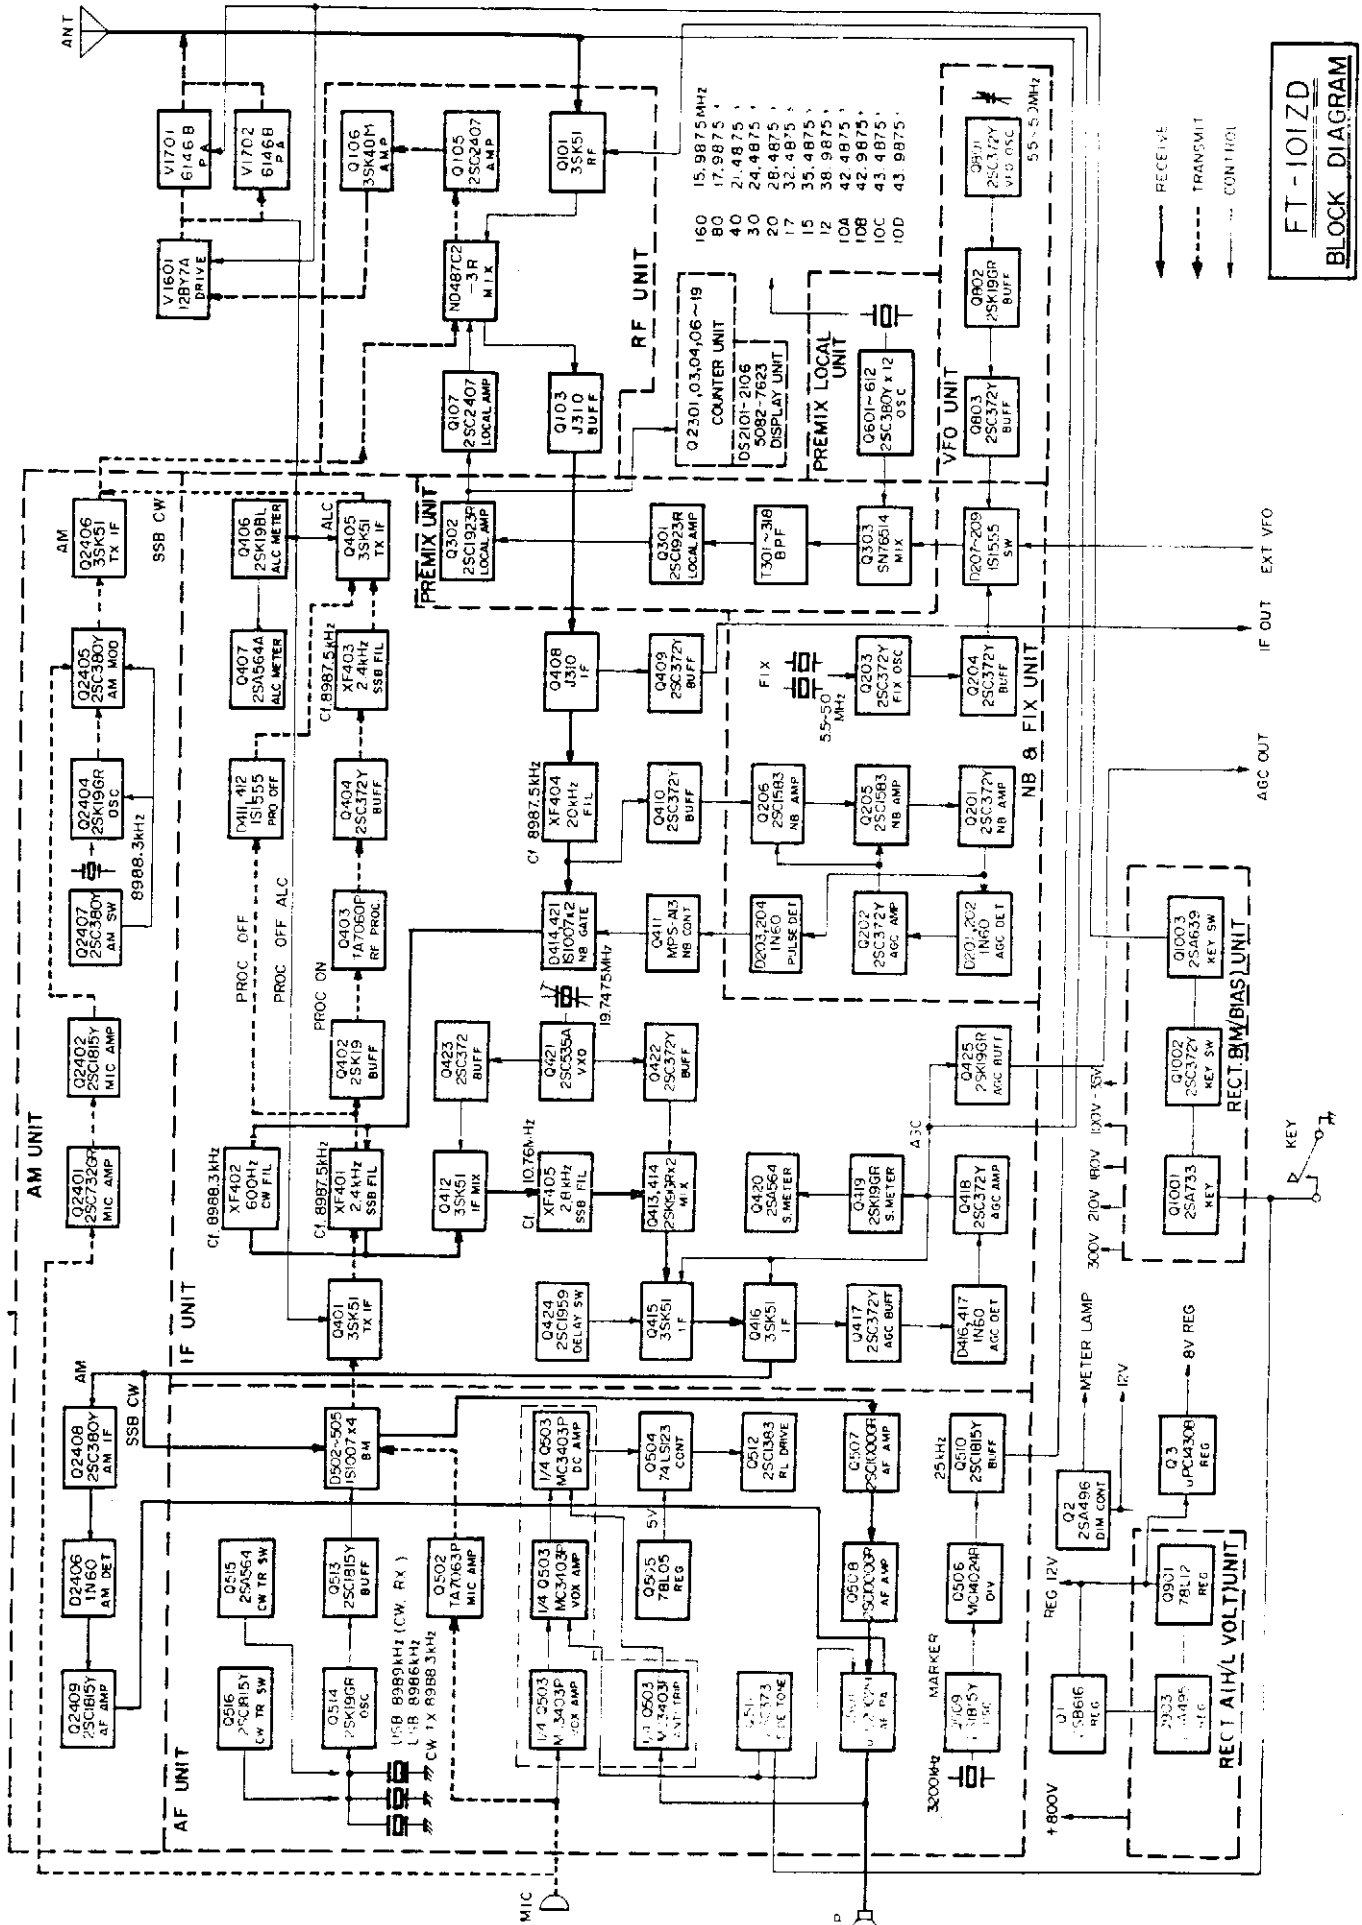 ANT
V1701
6146B
PA
V1702
6146B
PA
V1601
12BY7A
DRIVE
Q106
3SK40M
AMP
Q105
2SC2407
AMP
Q101
3SK51
RF
ND487C2
-3R
MIX
Q107
2SC2407
LOCAL AMP
Q103
J310
BUFF
RF UNIT
160 15.9875MHz
80 17.9875
40 21.4875
30 24.4875
20 28.4875
17 32.4875
15 35.4875
12 38.9875
10A 42.4875
10B 42.9875
10C 43.4875
10D 43.9875
Q2301,03,04,06~19
COUNTER UNIT
DS2101-2106
5082-7623
DISPLAY UNIT
PREMIX LOCAL
UNIT
Q601~612
2SC380Y x 12
OSC
VFO UNIT
Q801
2SC372Y
VFO OSC
5.5~5.0MHz
Q802
2SK19GR
BUFF
Q803
2SC372Y
BUFF
RECEIVE
TRANSMIT
CONTROL
FT-101ZD
BLOCK DIAGRAM
AM UNIT
AM
SSB CW
Q2406
3SK51
TX IF
Q2405
2SC380Y
AM MOD
Q2404
2SK19GR
OSC
8988.3kHz
Q2407
2SC380Y
AM SW
Q2402
2SC1815Y
MIC AMP
Q2401
2SC732GR
MIC AMP
AM
SSB CW
Q2408
2SC380Y
AM IF
D2406
1N60
AM DET
Q2409
2SC1815Y
AF AMP
IF UNIT
Q406
2SK19BL
ALC METER
ALC
Q405
3SK51
TX IF
Q407
2SA564A
ALC METER
Cf.8987.5kHz
XF403
2.4kHz
SSB FIL
D411,412
1S1555
PRO OFF
Q404
2SC372Y
BUFF
Q403
TA7060P
RF PROC.
PROC OFF
PROC OFF ALC
PROC ON
Q402
2SK19
BUFF
Cf.8988.3kHz
XF402
600Hz
CW FIL
Cf.8987.5kHz
XF401
2.4kHz
SSB FIL
Q401
3SK51
TX IF
Q408
J310
IF
Q409
2SC372Y
BUFF
Cf 8987.5kHz
XF404
20kHz
FIL
Q410
2SC372Y
BUFF
D414,421
1S1007x2
NB GATE
Q411
MPS-A13
NB CONT
19.7475MHz
Q421
2SC535A
VXO
Q423
2SC372
BUFF
Q422
2SC372Y
BUFF
Q412
3SK51
IF MIX
Cf. 10.76MHz
XF405
2.8kHz
SSB FIL
Q413,414
2SK19GRx2
MIX
Q420
2SA564
S.METER
Q419
2SK19GR
S.METER
Q418
2SC372Y
AGC AMP
AGC
Q425
2SK19GR
AGC BUFF
Q424
2SC1959
DELAY SW
Q415
3SK51
IF
Q416
3SK51
IF
Q417
2SC372Y
AGC BUFF
D416,417
1N60
AGC DET
PREMIX UNIT
Q302
2SC1923R
LOCAL AMP
Q301
2SC1923R
LOCAL AMP
T301~318
BPF
Q303
SN76514
MIX
D207~209
1S1555
SW
EXT VFO
IF OUT
AGC OUT
NB & FIX UNIT
FIX
5.5~5.0
MHz
Q203
2SC372Y
FIX OSC
Q204
2SC372Y
BUFF
Q206
2SC1583
NB AMP
Q205
2SC1583
NB AMP
Q201
2SC372Y
NB AMP
D203,204
1N60
PULSE DET
Q202
2SC372Y
AGC AMP
D201,202
1N60
AGC DET
AF UNIT
Q516
2SC1815Y
CW TR SW
Q515
2SA564
CW TR SW
Q514
2SK19GR
OSC
Q513
2SC1815Y
BUFF
D502~505
1S1007x4
BM
USB 8989kHz (CW, RX)
LSB 8986kHz
CW TX 8988.3kHz
Q502
TA7063P
MIC AMP
1/4 Q503
MC3403P
VOX AMP
1/4 Q503
MC3403P
VOX AMP
1/4 Q503
MC3403P
DC AMP
1/4 Q503
MC3403P
ANTI TRIP
Q505
78L05
REG
5V
Q504
74LS123
CONT
Q512
2SC1383
RL DRIVE
Q507
2SC1000GR
AF AMP
Q508
2SC1000GR
AF AMP
AF PA
MIC
MARKER
3200kHz
OSC
Q506
MC14024R
DIV
25kHz
Q510
2SC1815Y
BUFF
RECT.B(M/BIAS)UNIT
Q1003
2SA639
KEY SW
Q1002
2SC372Y
KEY SW
Q1001
2SA733
KEY
300V
210V
180V
100V
-35V
KEY
METER LAMP
12V
8V REG
Q2
2SA496
DIM CONT
Q3
REG
REG 12V
Q1
2SB616
REG
Q901
78L12
REG
REG
RECT A(H/L VOLT)UNIT
+800V